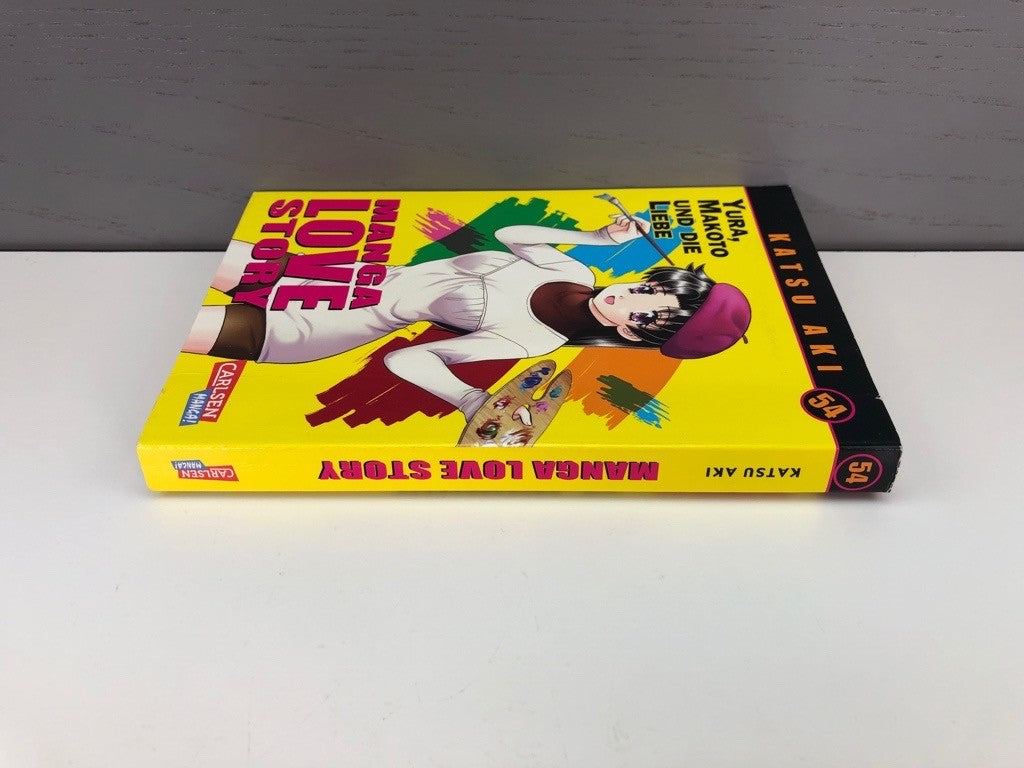 KATSU AKI
54
YURA,
MAKOTO
UND DIE
LIEBE
MANGA
LOVE
STORY
CARLSEN
MANGA!
54
KATSU AKI
MANGA LOVE STORY
CARLSEN
MANGA!